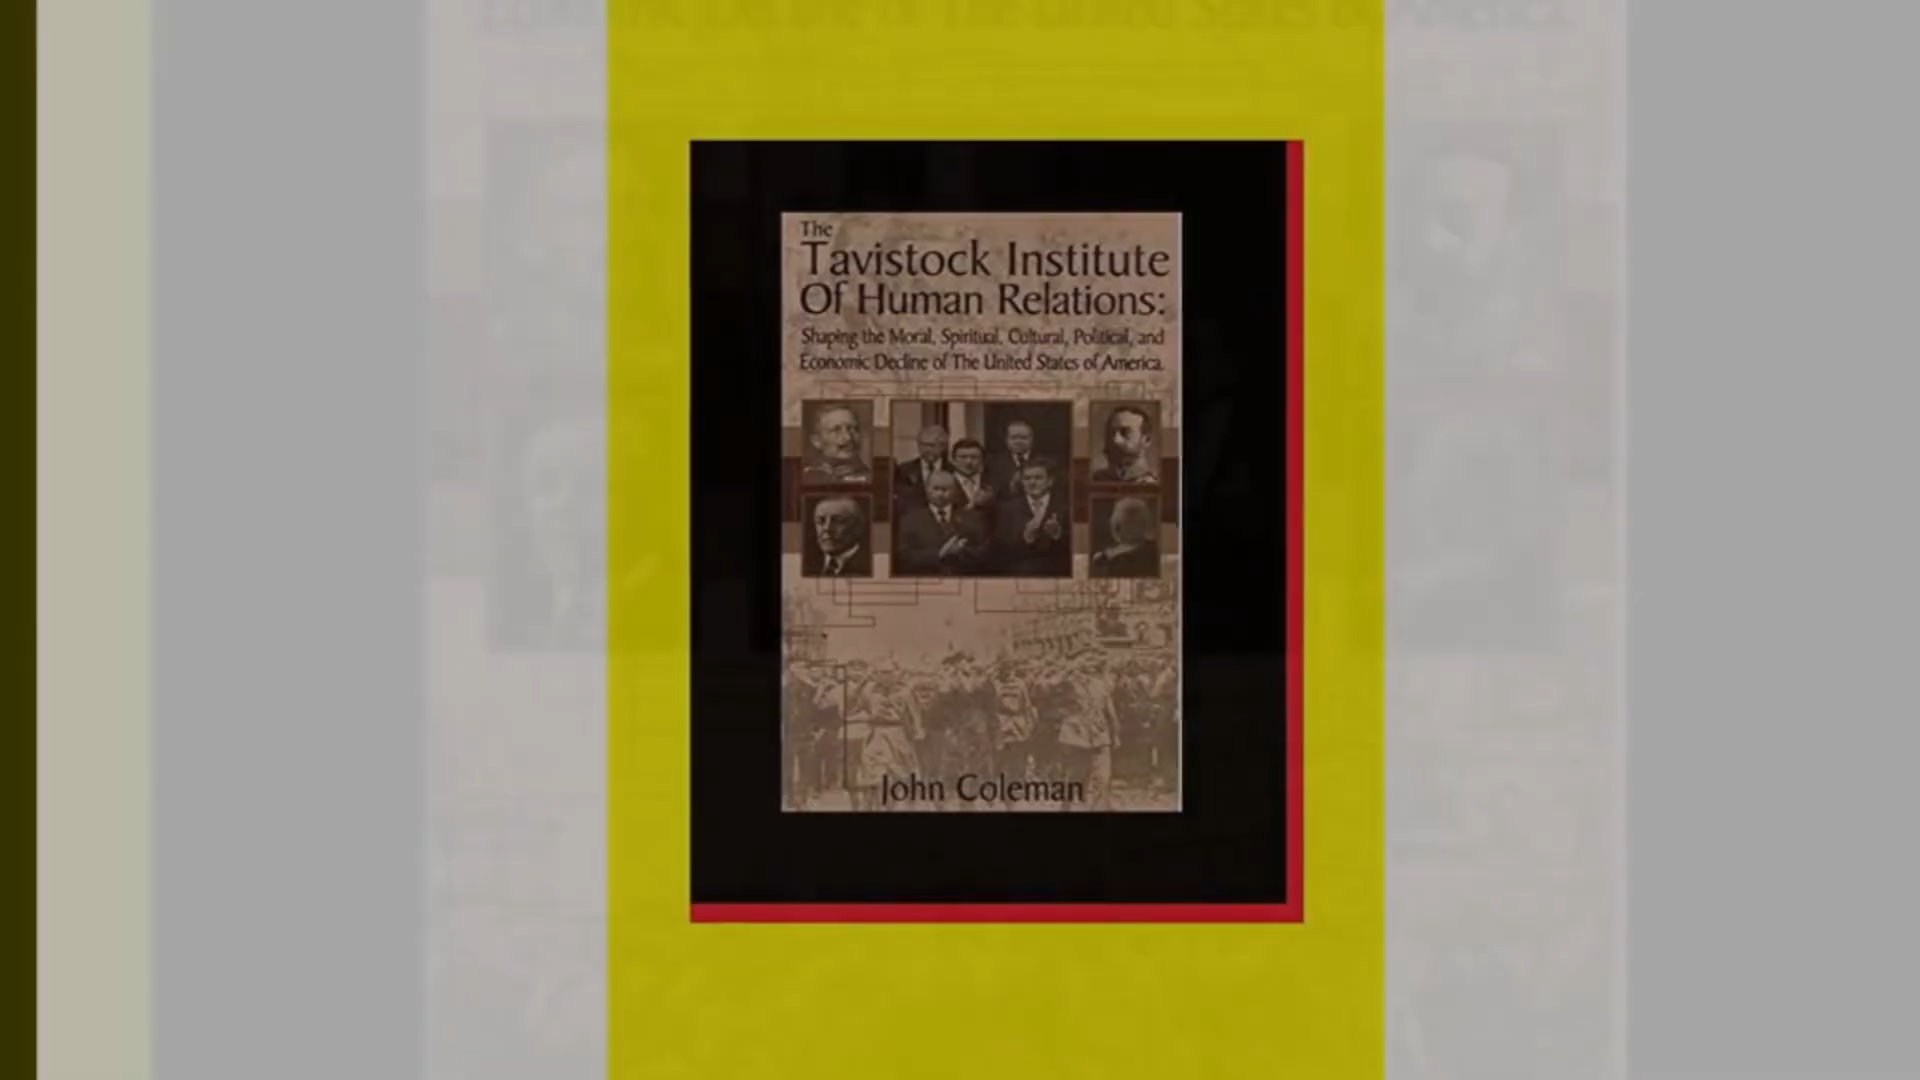 The
Tavistock Institute
Of Human Relations:
Shaping the Moral, Spiritual, Cultural, Political, and
Economic Decline of The United States of America.
John Coleman